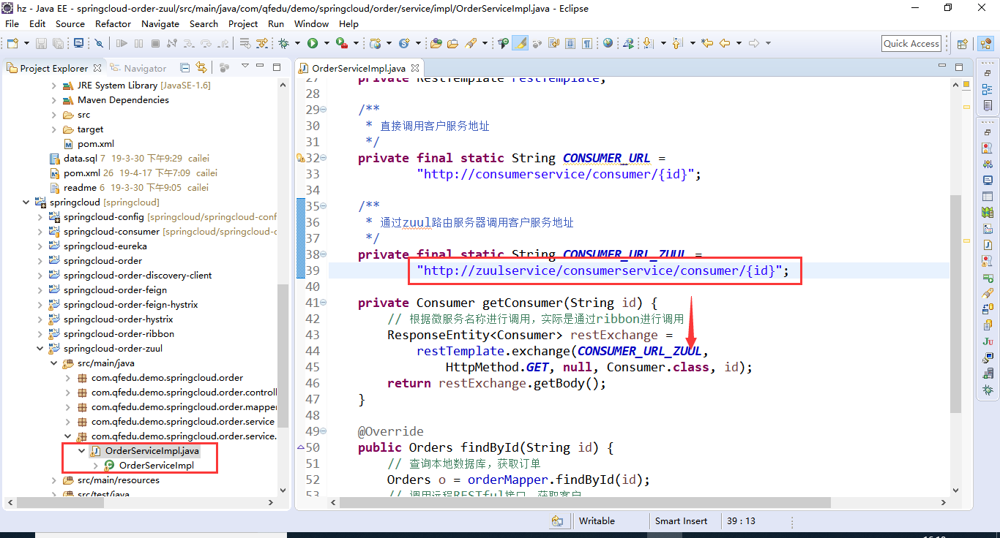 hz - Java EE - springcloud-order-zuul/src/main/java/com/qfedu/demo/springcloud/order/service/impl/OrderServiceImpl.java - Eclipse
File Edit Source Refactor Navigate Search Project Run Window Help
Quick Access
Project Explorer
Navigator
JRE System Library [JavaSE-1.6]
Maven Dependencies
src
target
pom.xml
data.sql 7 19-3-30 下午9:29 cailei
pom.xml 26 19-4-17 下午7:09 cailei
readme 6 19-3-30 下午9:05 cailei
springcloud [springcloud]
springcloud-config [springcloud/springcloud-conf
springcloud-consumer [springcloud/springcloud-c
springcloud-eureka
springcloud-order
springcloud-order-discovery-client
springcloud-order-feign
springcloud-order-feign-hystrix
springcloud-order-hystrix
springcloud-order-ribbon
springcloud-order-zuul
src/main/java
com.qfedu.demo.springcloud.order
com.qfedu.demo.springcloud.order.controll
com.qfedu.demo.springcloud.order.mapper
com.qfedu.demo.springcloud.order.service
com.qfedu.demo.springcloud.order.service.
OrderServiceImpl.java
OrderServiceImpl
src/main/resources
src/test/java
OrderServiceImpl.java
27 private RestTemplate restTemplate;
28
29 /**
30 * 直接调用客户服务地址
31 */
32 private final static String CONSUMER_URL =
33 "http://consumerservice/consumer/{id}";
34
35 /**
36 * 通过zuul路由服务器调用客户服务地址
37 */
38 private final static String CONSUMER_URL_ZUUL =
39 "http://zuulservice/consumerservice/consumer/{id}";
40
41 private Consumer getConsumer(String id) {
42 // 根据微服务名称进行调用，实际是通过ribbon进行调用
43 ResponseEntity<Consumer> restExchange =
44 restTemplate.exchange(CONSUMER_URL_ZUUL,
45 HttpMethod.GET, null, Consumer.class, id);
46 return restExchange.getBody();
47 }
48
49 @Override
50 public Orders findById(String id) {
51 // 查询本地数据库，获取订单
52 Orders o = orderMapper.findById(id);
53 // 调用远程RESTful接口，获取客户
Writable
Smart Insert
39 : 13